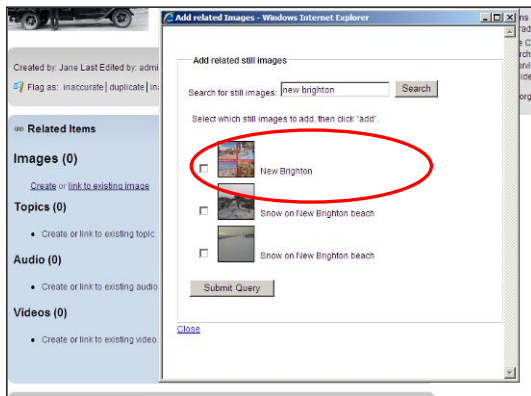 Add related Images - Windows Internet Explorer
Created by: Jane Last Edited by: admi
Flag as: inaccurate | duplicate | in
Related Items
Images (0)
Create or link to existing image
Topics (0)
Create or link to existing topic
Audio (0)
Create or link to existing audio
Videos (0)
Create or link to existing video
Add related still images
Search for still images: new brighton Search
Select which still images to add, then click "add".
New Brighton
Snow on New Brighton beach
Snow on New Brighton beach
Submit Query
Close